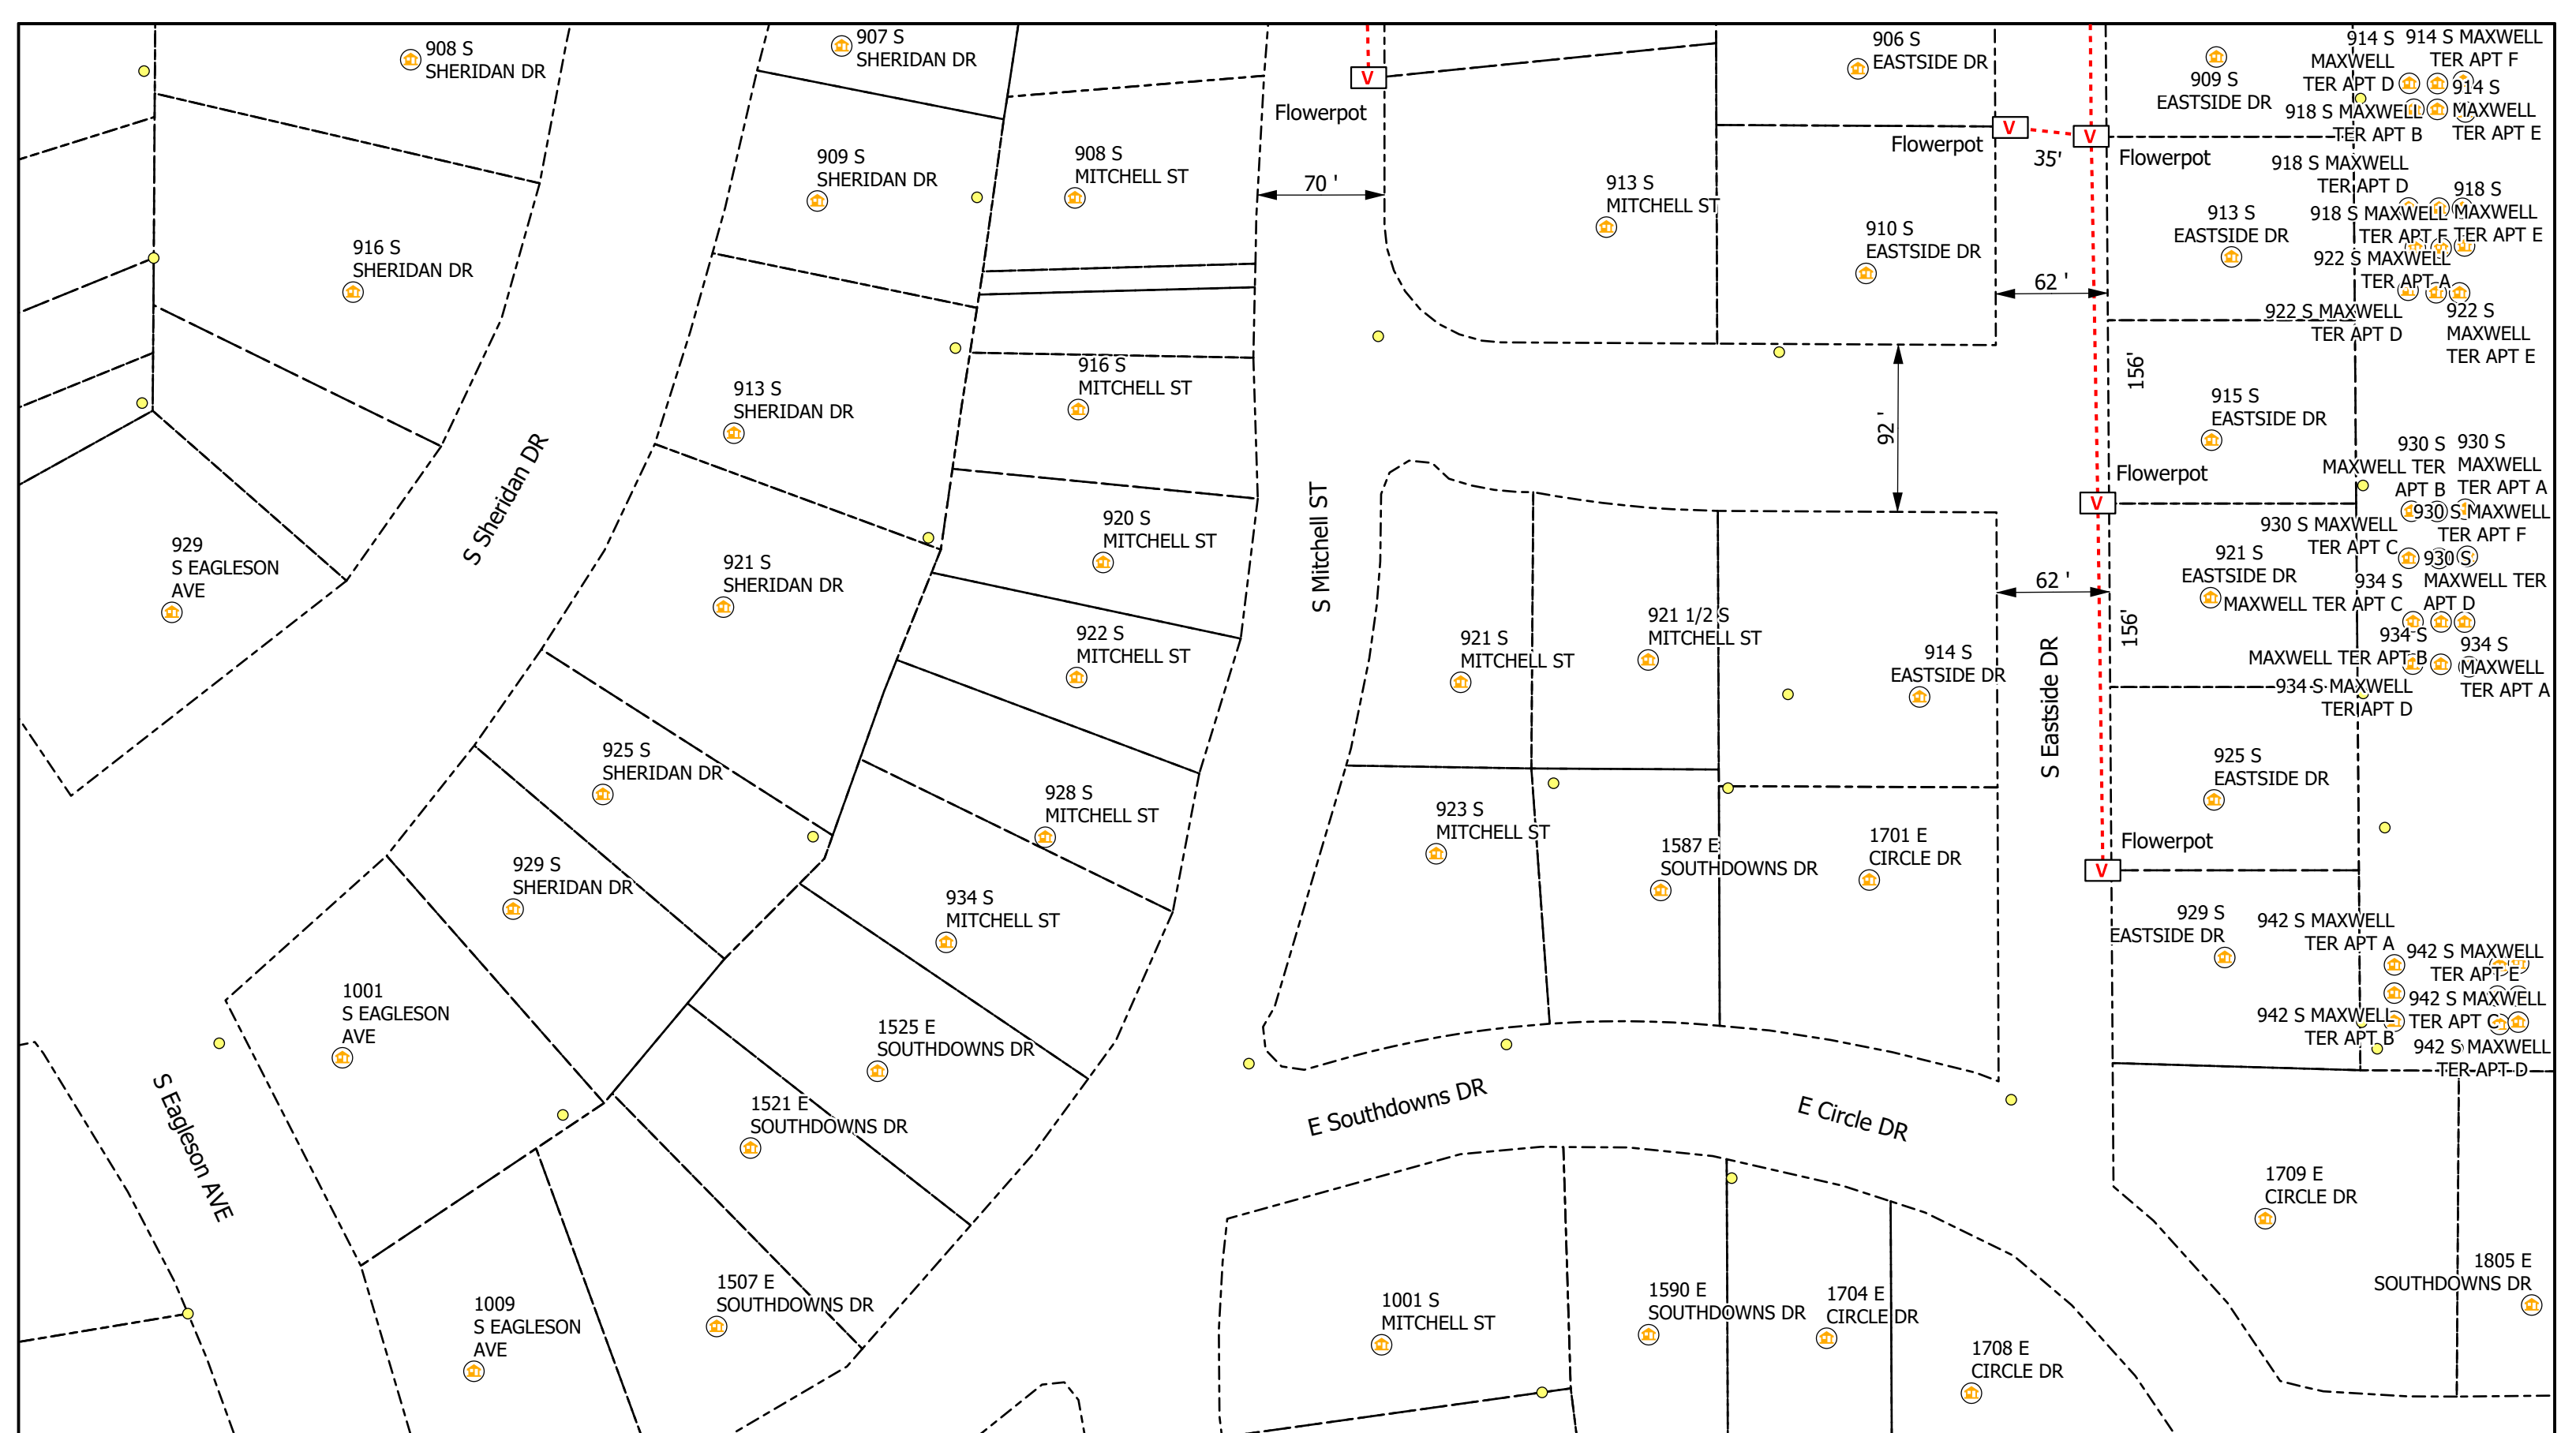 908 S
SHERIDAN DR
907 S
SHERIDAN DR
V
Flowerpot
906 S
EASTSIDE DR
909 S
EASTSIDE DR
914 S
MAXWELL
TER APT D
914 S MAXWELL
TER APT F
914 S
MAXWELL
TER APT E
918 S MAXWELL
TER APT B
V
Flowerpot
V
35'
Flowerpot
909 S
SHERIDAN DR
908 S
MITCHELL ST
70 '
913 S
MITCHELL ST
910 S
EASTSIDE DR
913 S
EASTSIDE DR
918 S MAXWELL
TER APT D
918 S
MAXWELL
TER APT E
918 S MAXWELL
TER APT F
922 S MAXWELL
TER APT A
922 S MAXWELL
TER APT D
922 S
MAXWELL
TER APT E
916 S
SHERIDAN DR
62 '
156'
913 S
SHERIDAN DR
916 S
MITCHELL ST
92 '
915 S
EASTSIDE DR
930 S
MAXWELL TER
APT B
930 S
MAXWELL
TER APT A
Flowerpot
V
930 S MAXWELL
TER APT F
930 S MAXWELL
TER APT C
930 S
MAXWELL TER
APT D
S Sheridan DR
S Mitchell ST
929
S EAGLESON
AVE
921 S
SHERIDAN DR
920 S
MITCHELL ST
922 S
MITCHELL ST
921 S
MITCHELL ST
921 1/2 S
MITCHELL ST
914 S
EASTSIDE DR
62 '
S Eastside DR
156'
921 S
EASTSIDE DR
934 S
MAXWELL TER APT C
934 S
MAXWELL TER APT B
934 S
MAXWELL
TER APT A
934 S MAXWELL
TER APT D
925 S
SHERIDAN DR
928 S
MITCHELL ST
923 S
MITCHELL ST
1587 E
SOUTHDOWNS DR
1701 E
CIRCLE DR
925 S
EASTSIDE DR
Flowerpot
V
929 S
SHERIDAN DR
934 S
MITCHELL ST
929 S
EASTSIDE DR
942 S MAXWELL
TER APT A
942 S MAXWELL
TER APT E
942 S MAXWELL
TER APT C
942 S MAXWELL
TER APT B
942 S MAXWELL
TER APT D
1001
S EAGLESON
AVE
1525 E
SOUTHDOWNS DR
1521 E
SOUTHDOWNS DR
S Eagleson AVE
E Southdowns DR
E Circle DR
1709 E
CIRCLE DR
1805 E
SOUTHDOWNS DR
1009
S EAGLESON
AVE
1507 E
SOUTHDOWNS DR
1001 S
MITCHELL ST
1590 E
SOUTHDOWNS DR
1704 E
CIRCLE DR
1708 E
CIRCLE DR